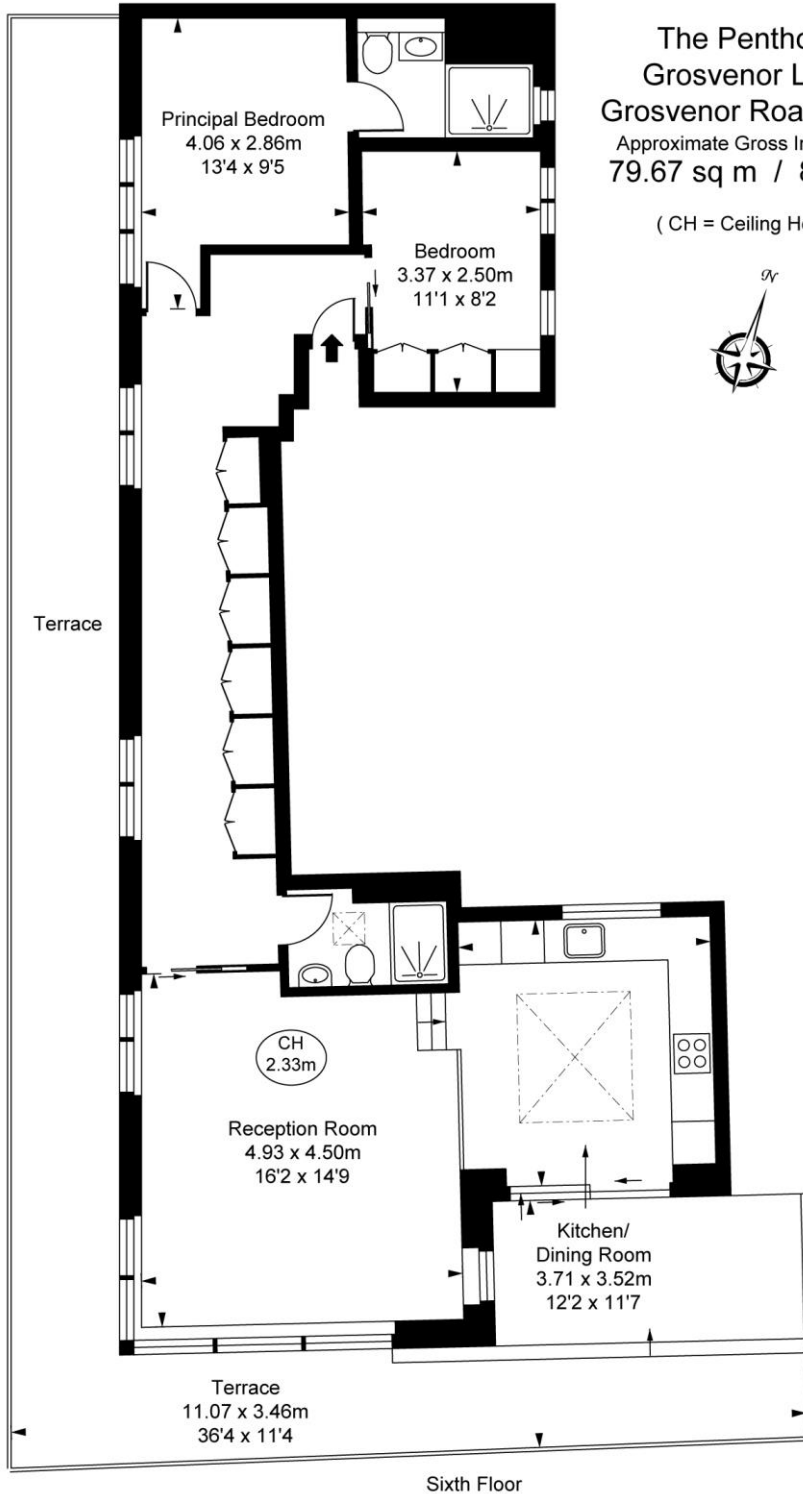 The Pentho
Grosvenor L
Grosvenor Roa
Approximate Gross In
79.67 sq m / 8
( CH = Ceiling He
N
Principal Bedroom
4.06 x 2.86m
13'4 x 9'5
Bedroom
3.37 x 2.50m
11'1 x 8'2
Terrace
CH
2.33m
Reception Room
4.93 x 4.50m
16'2 x 14'9
Kitchen/
Dining Room
3.71 x 3.52m
12'2 x 11'7
Terrace
11.07 x 3.46m
36'4 x 11'4
Sixth Floor